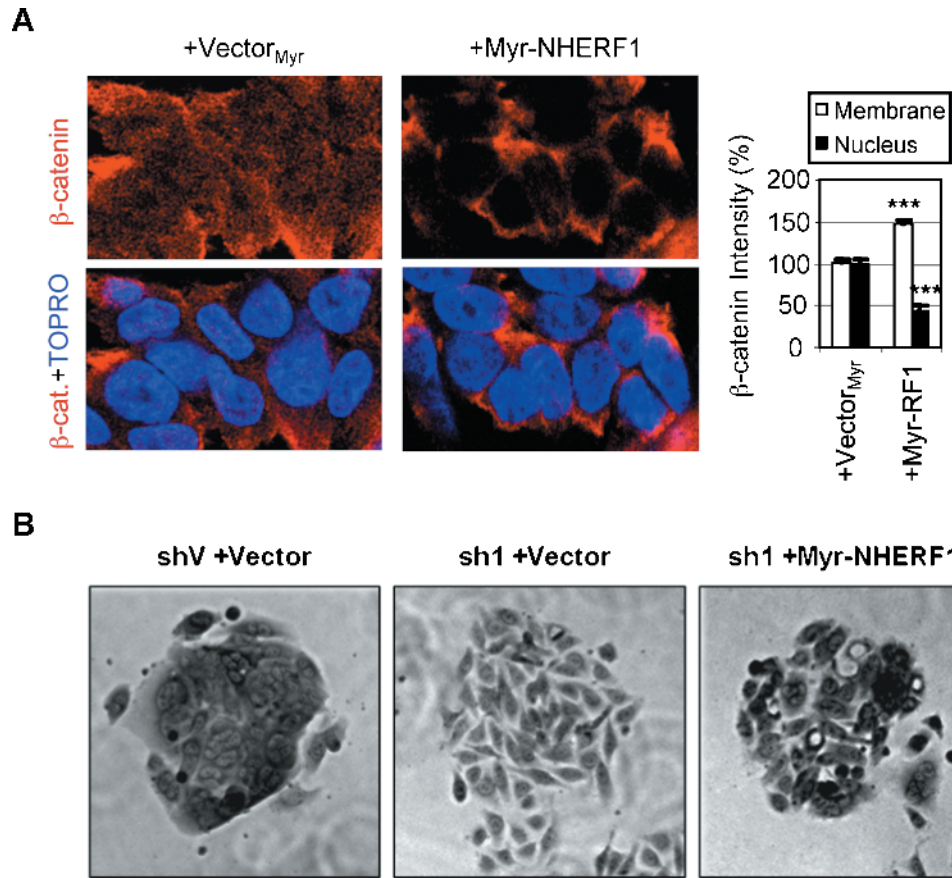 A
+VectorMyr
+Myr-NHERF1
β-catenin
β-cat.+TOPRO
Membrane
Nucleus
β-catenin Intensity (%)
200
150
100
50
0
***
***
+VectorMyr
+Myr-RF1
B
shV +Vector
sh1 +Vector
sh1 +Myr-NHERF1